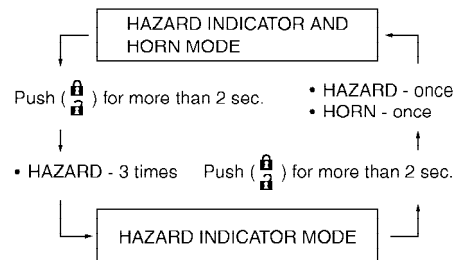 HAZARD INDICATOR AND
HORN MODE
Push ( ) for more than 2 sec.
• HAZARD - once
• HORN - once
• HAZARD - 3 times
Push ( ) for more than 2 sec.
HAZARD INDICATOR MODE